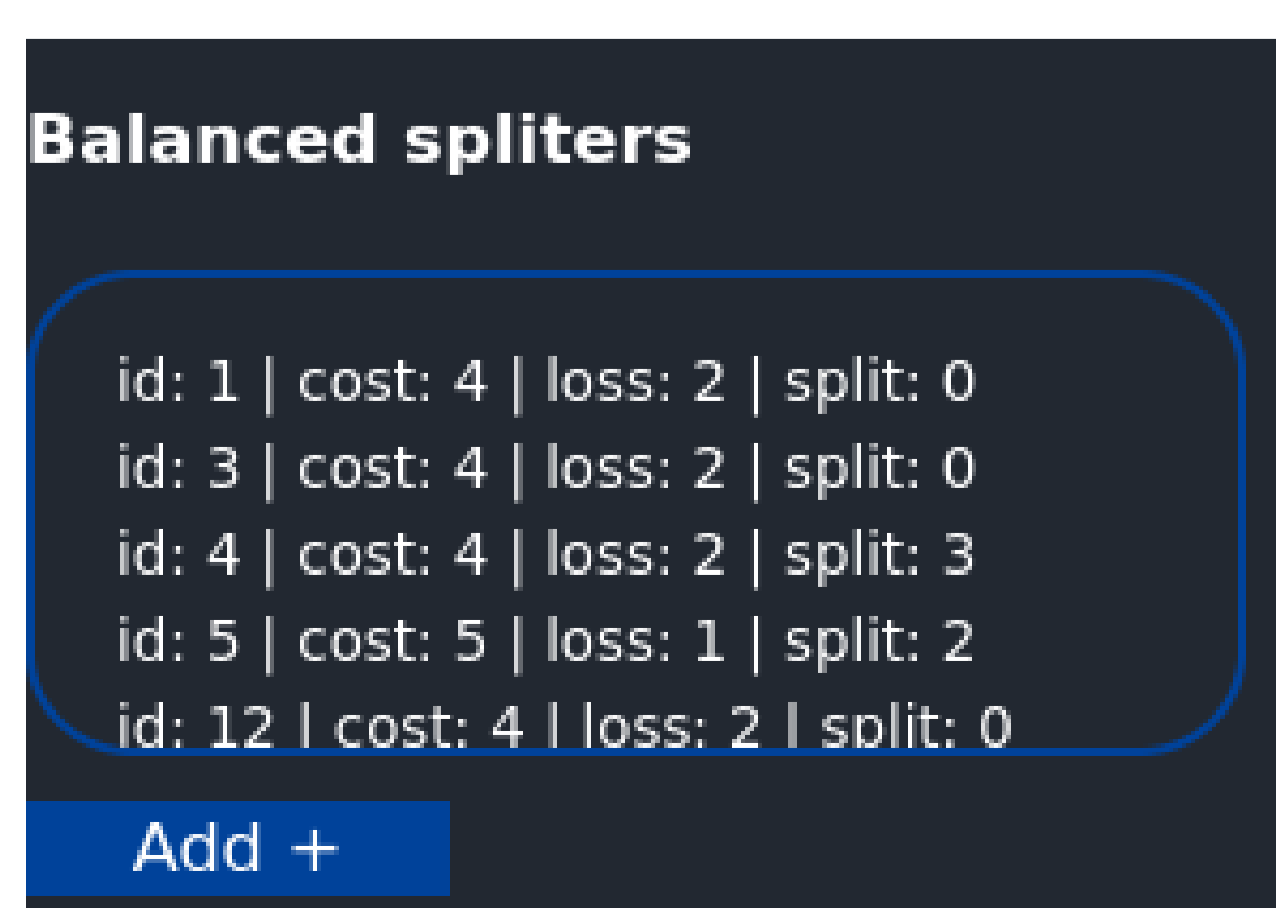 Balanced spliters
id: 1 | cost: 4 | loss: 2 | split: 0
id: 3 | cost: 4 | loss: 2 | split: 0
id: 4 | cost: 4 | loss: 2 | split: 3
id: 5 | cost: 5 | loss: 1 | split: 2
id: 12 | cost: 4 | loss: 2 | split: 0
Add +